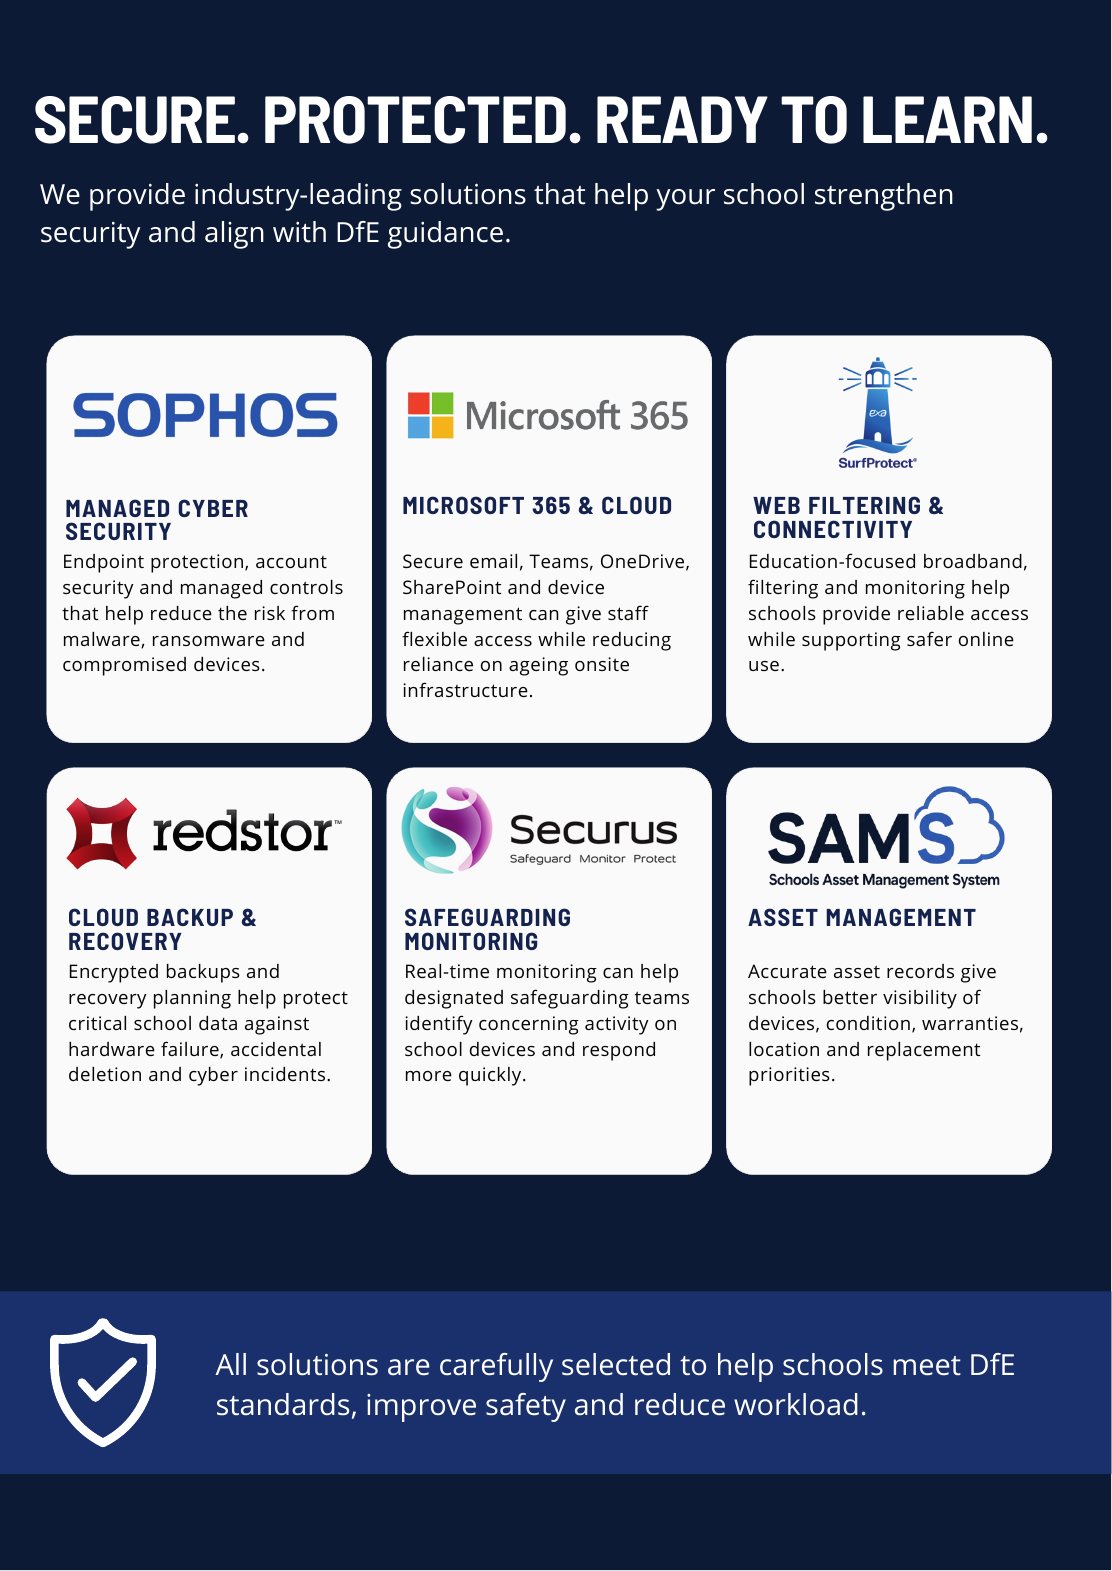 SECURE. PROTECTED. READY TO LEARN.
We provide industry-leading solutions that help your school strengthen
security and align with DfE guidance.
SOPHOS
MANAGED CYBER
SECURITY
Endpoint protection, account
security and managed controls
that help reduce the risk from
malware, ransomware and
compromised devices.
Microsoft 365
MICROSOFT 365 & CLOUD
Secure email, Teams, OneDrive,
SharePoint and device
management can give staff
flexible access while reducing
reliance on ageing onsite
infrastructure.
exa
SurfProtect®
WEB FILTERING &
CONNECTIVITY
Education-focused broadband,
filtering and monitoring help
schools provide reliable access
while supporting safer online
use.
redstor™
CLOUD BACKUP &
RECOVERY
Encrypted backups and
recovery planning help protect
critical school data against
hardware failure, accidental
deletion and cyber incidents.
Securus
Safeguard Monitor Protect
SAFEGUARDING
MONITORING
Real-time monitoring can help
designated safeguarding teams
identify concerning activity on
school devices and respond
more quickly.
SAMS
Schools Asset Management System
ASSET MANAGEMENT
Accurate asset records give
schools better visibility of
devices, condition, warranties,
location and replacement
priorities.
All solutions are carefully selected to help schools meet DfE
standards, improve safety and reduce workload.